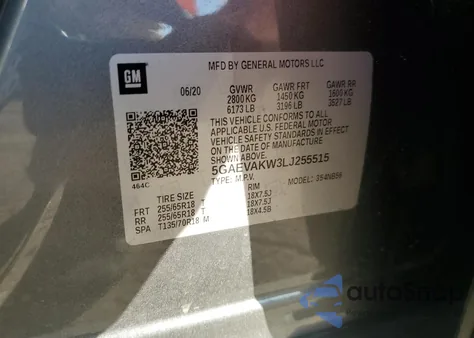 MFD BY GENERAL MOTORS LLC
GM
06/20
GVWR GAWR FRT GAWR RR
2800 KG 1450 KG 1600 KG
6173 LB 3196 LB 3527 LB
THIS VEHICLE CONFORMS TO ALL
APPLICABLE U.S. FEDERAL MOTOR
VEHICLE SAFETY STANDARDS IN
EFFECT ON THE DATE OF
MANUFACTURE SHOWN ABOVE.
5GAEVAKW3LJ255515
TYPE: M.P.V. MODEL:
464C
TIRE SIZE RIM
FRT 255/65R18 T 18X7.5J
RR 255/65R18 T 18X7.5J
SPA T135/70R18 M 18X4.5B